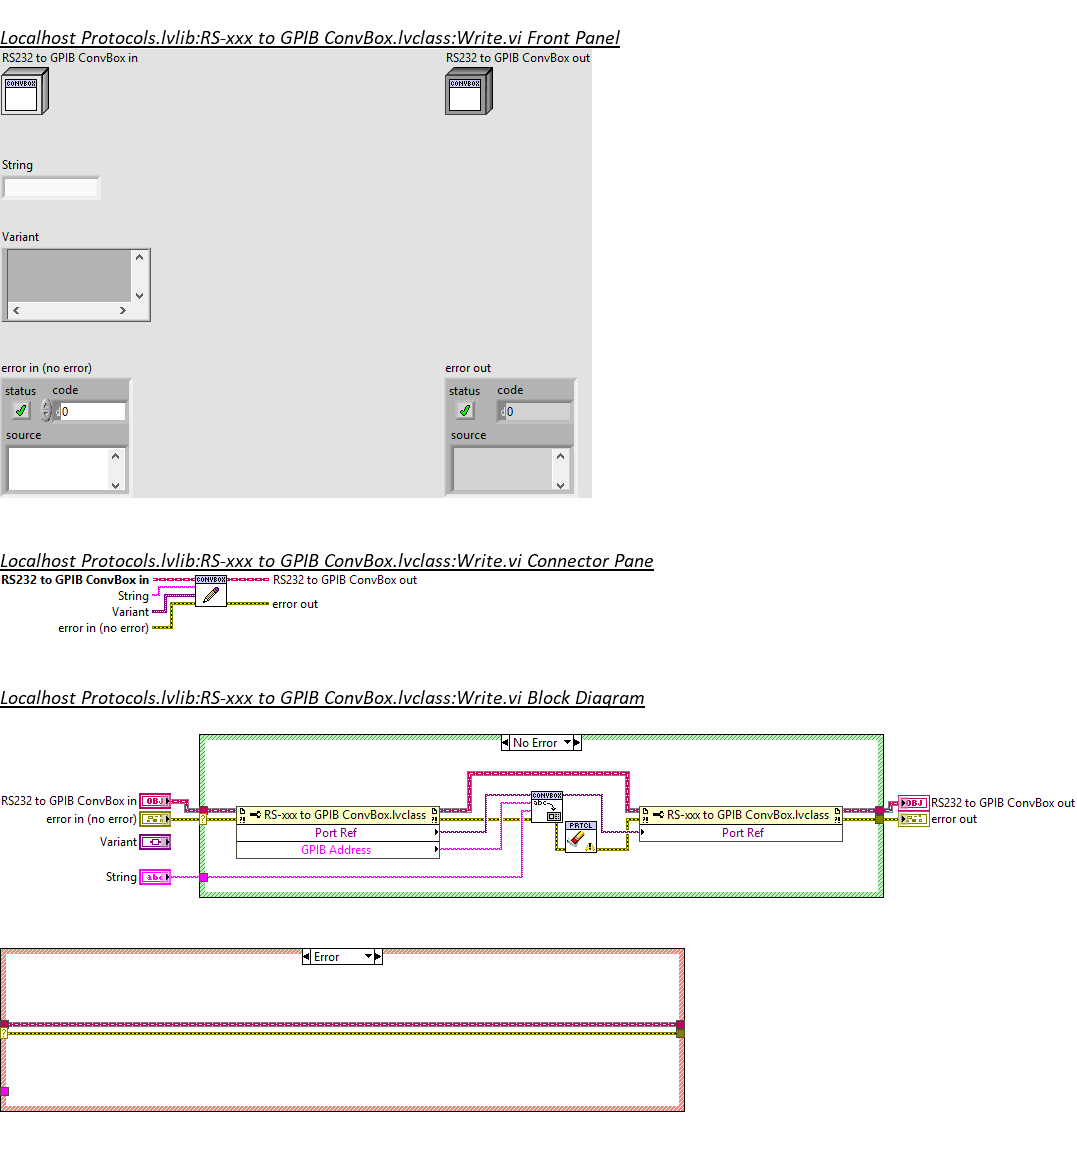 Localhost Protocols.lvlib:RS-xxx to GPIB ConvBox.lvclass:Write.vi Front Panel
RS232 to GPIB ConvBox in
RS232 to GPIB ConvBox out
CONVBOX
CONVBOX
String
Variant
error in (no error)
error out
status code
status code
d 0
d 0
source
source
Localhost Protocols.lvlib:RS-xxx to GPIB ConvBox.lvclass:Write.vi Connector Pane
RS232 to GPIB ConvBox in
CONVBOX
RS232 to GPIB ConvBox out
String
Variant
error out
error in (no error)
Localhost Protocols.lvlib:RS-xxx to GPIB ConvBox.lvclass:Write.vi Block Diagram
No Error
RS232 to GPIB ConvBox in
OBJ
CONVBOX
abc
OBJ
RS232 to GPIB ConvBox out
error in (no error)
?
RS-xxx to GPIB ConvBox.lvclass
RS-xxx to GPIB ConvBox.lvclass
error out
Port Ref
PRTCL
Port Ref
Variant
GPIB Address
String
abc
Error
?